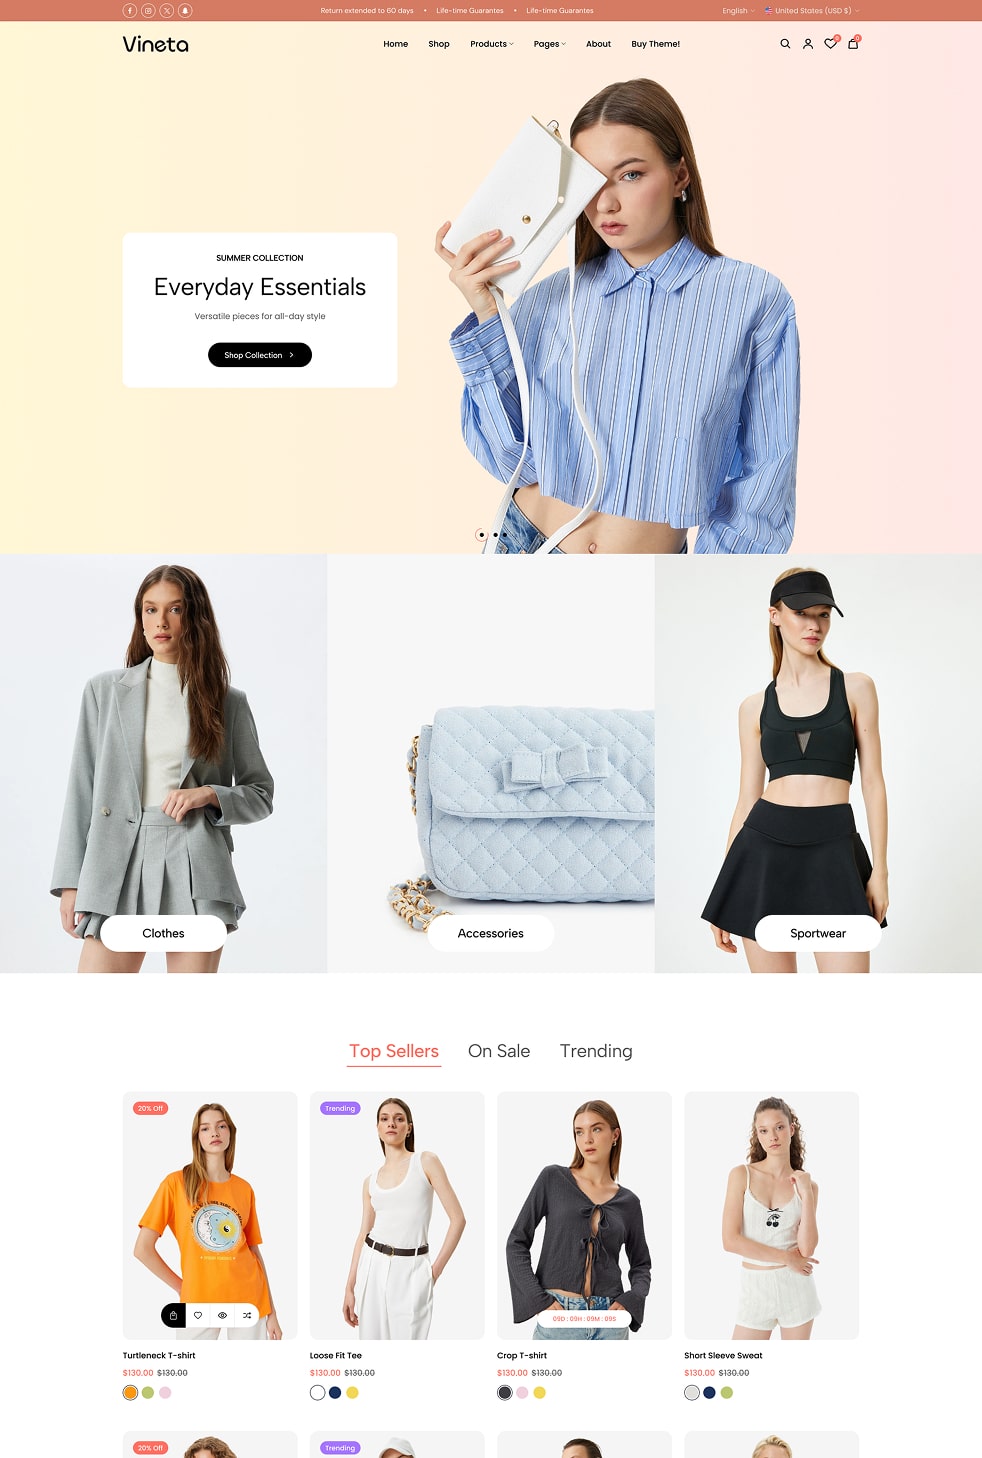 Return extended to 60 days • Life-time Guarantes • Life-time Guarantes
English
United States (USD $)
Vineta
Home Shop Products Pages About Buy Theme!
0 0
SUMMER COLLECTION
Everyday Essentials
Versatile pieces for all-day style
Shop Collection
Clothes
Accessories
Sportwear
Top Sellers On Sale Trending
20% Off
Trending
09D : 09H : 09M : 09S
Turtleneck T-shirt
$130.00 $130.00
Loose Fit Tee
$130.00 $130.00
Crop T-shirt
$130.00 $130.00
Short Sleeve Sweat
$130.00 $130.00
20% Off
Trending